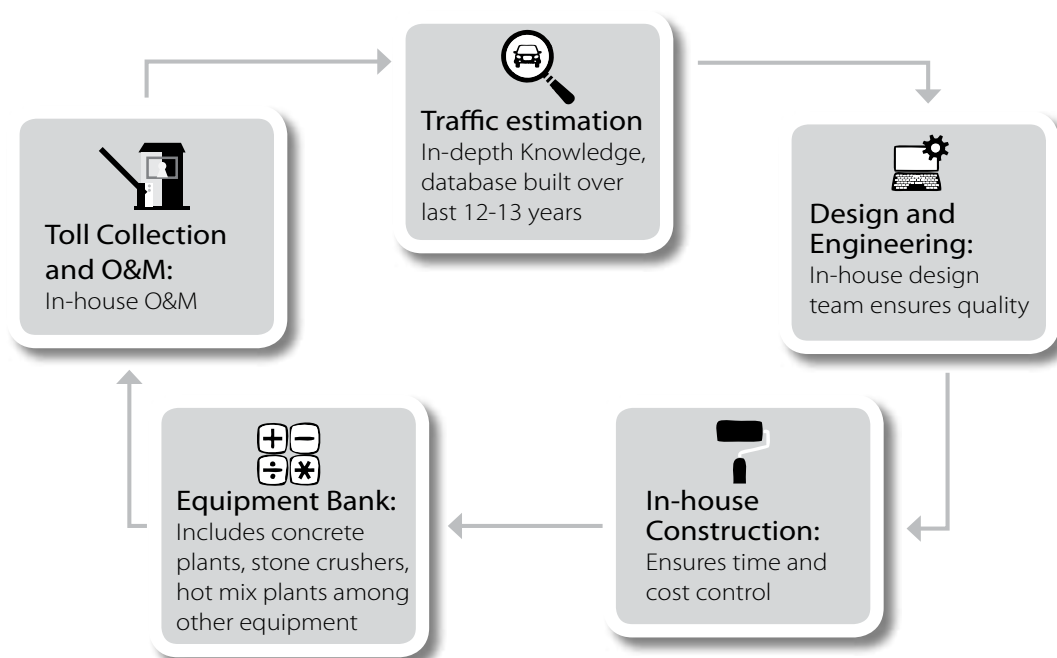 Traffic estimation
In-depth Knowledge,
database built over
last 12-13 years
Design and
Engineering:
In-house design
team ensures quality
In-house
Construction:
Ensures time and
cost control
Equipment Bank:
Includes concrete
plants, stone crushers,
hot mix plants among
other equipment
Toll Collection
and O&M:
In-house O&M